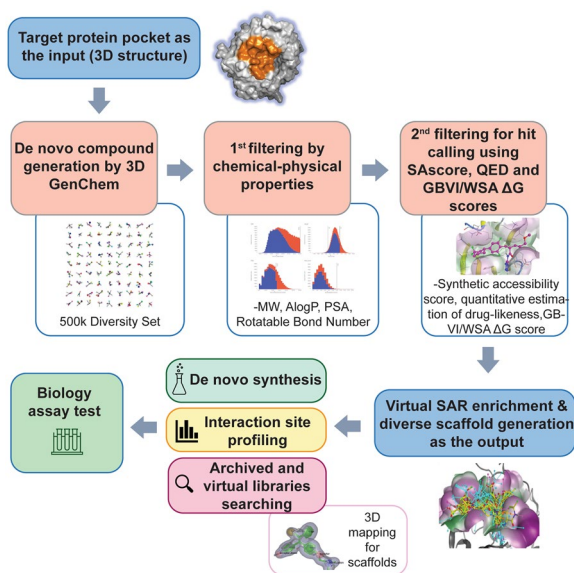 Target protein pocket as
the input (3D structure)
De novo compound
generation by 3D
GenChem
1st filtering by
chemical-physical
properties
2nd filtering for hit
calling using
SAscore, QED and
GBVI/WSA ΔG
scores
500k Diversity Set
-MW, AlogP, PSA,
Rotatable Bond Number
-Synthetic accessibility
score, quantitative estima-
tion of drug-likeness,GB-
VI/WSA ΔG score
Biology
assay test
De novo synthesis
Interaction site
profiling
Archived and
virtual libraries
searching
Virtual SAR enrichment &
diverse scaffold generation
as the output
3D
mapping
for
scaffolds